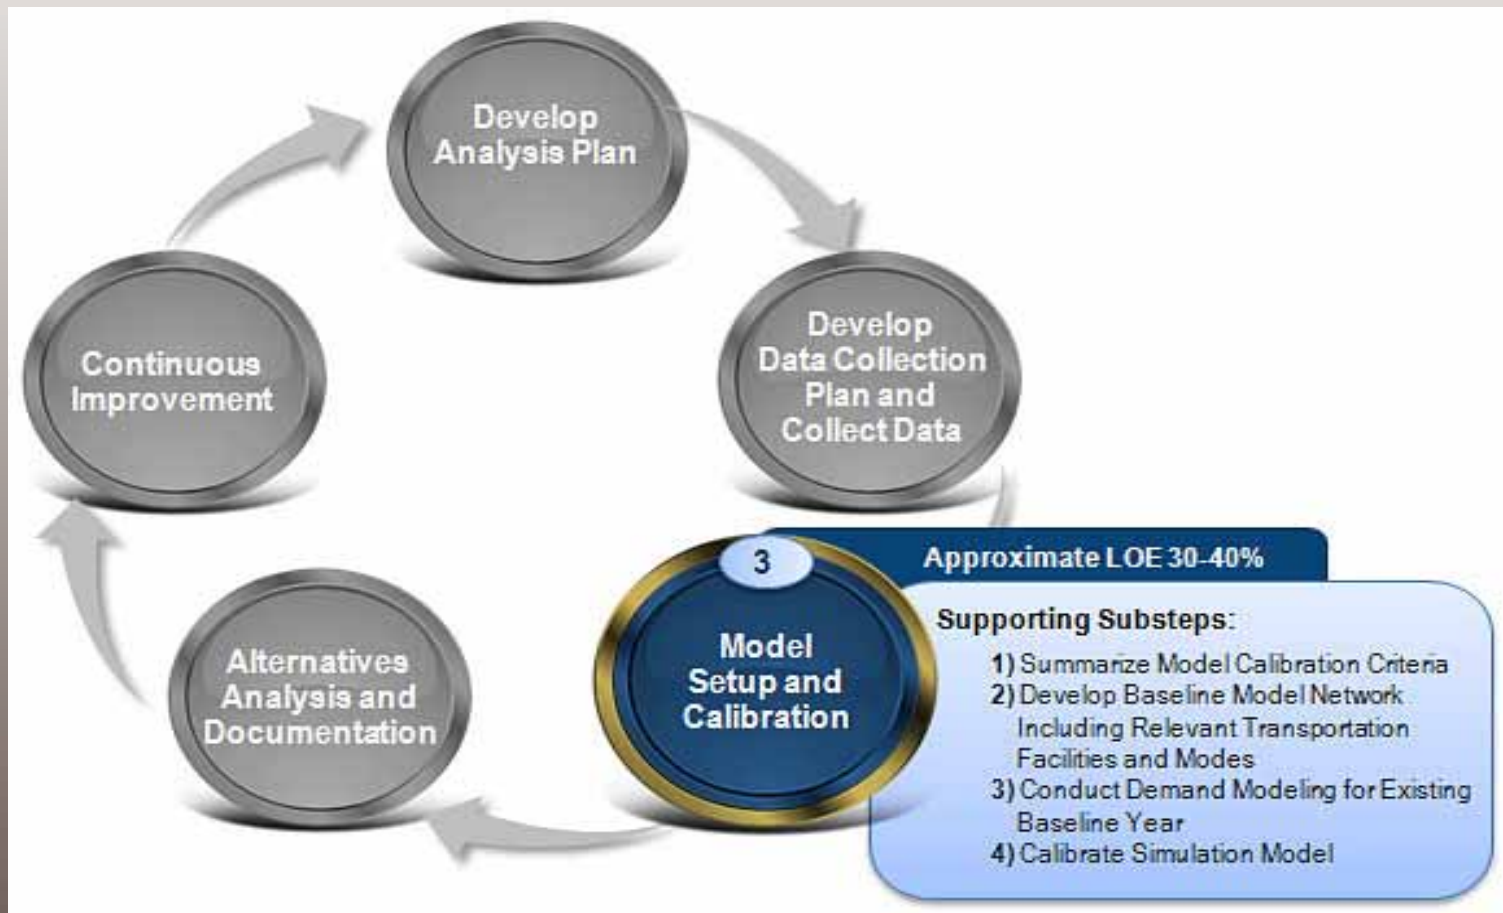 Develop
Analysis Plan
Develop
Data Collection
Plan and
Collect Data
Continuous
Improvement
3
Model
Setup and
Calibration
Approximate LOE 30-40%
Supporting Substeps:
1) Summarize Model Calibration Criteria
2) Develop Baseline Model Network
Including Relevant Transportation
Facilities and Modes
3) Conduct Demand Modeling for Existing
Baseline Year
4) Calibrate Simulation Model
Alternatives
Analysis and
Documentation